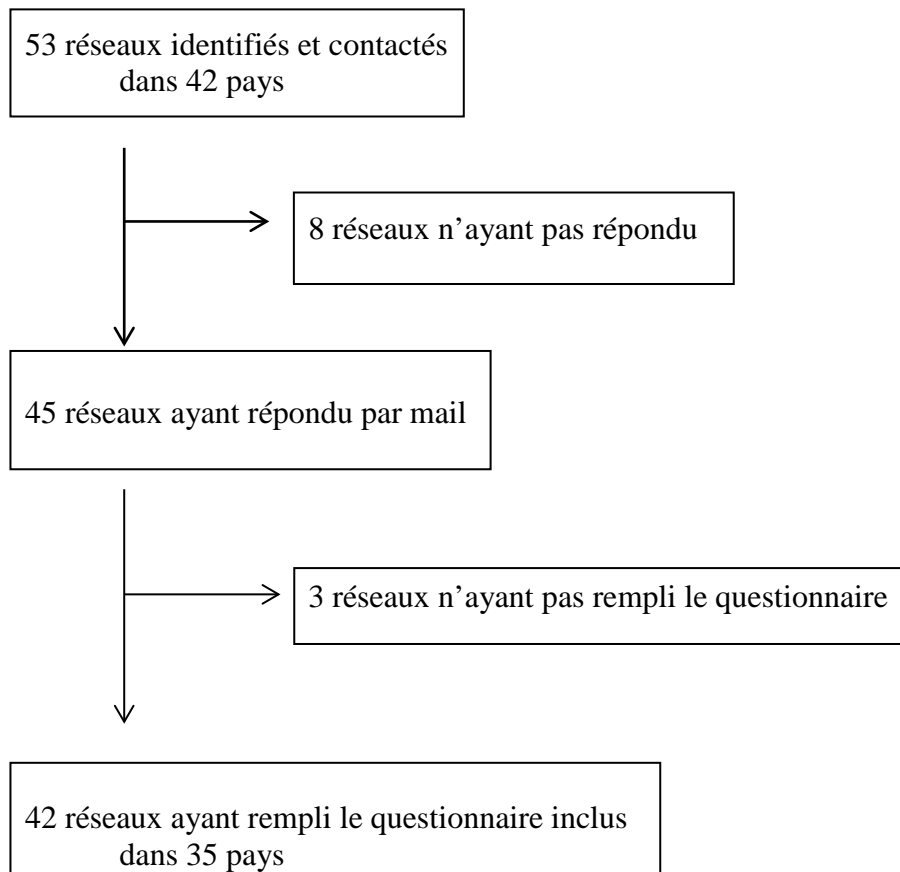 53 réseaux identifiés et contactés
dans 42 pays
8 réseaux n’ayant pas répondu
45 réseaux ayant répondu par mail
3 réseaux n’ayant pas rempli le questionnaire
42 réseaux ayant rempli le questionnaire inclus
dans 35 pays